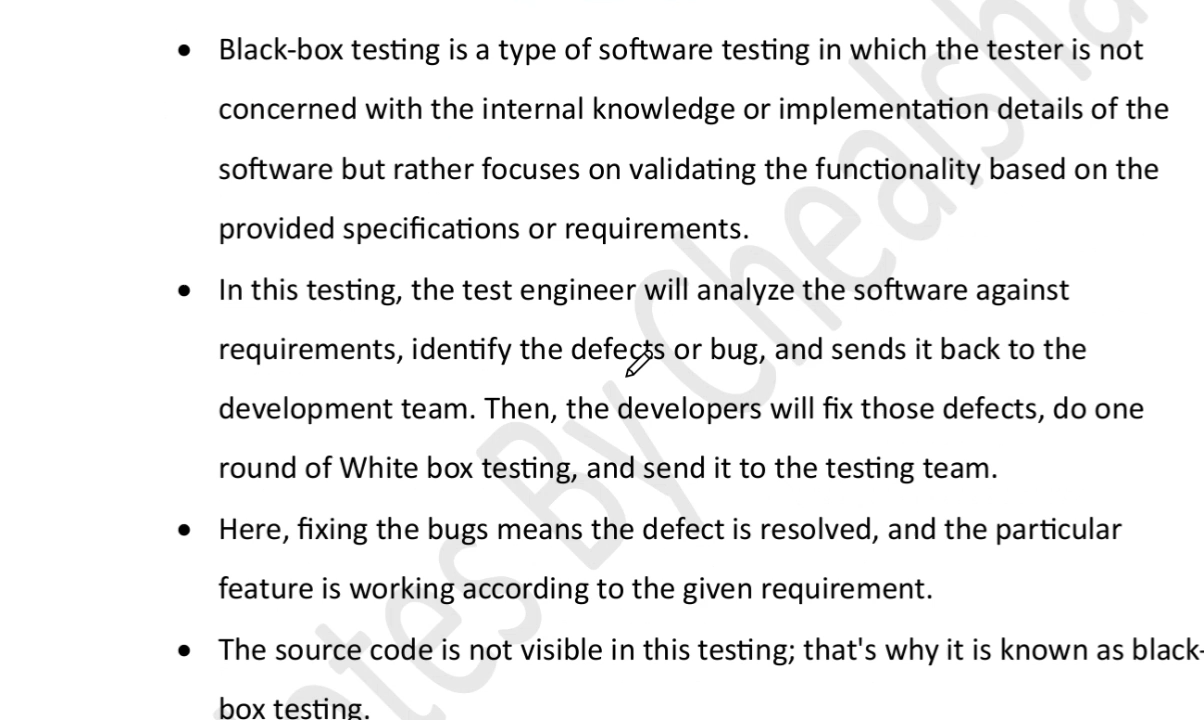 • Black-box testing is a type of software testing in which the tester is not
concerned with the internal knowledge or implementation details of the
software but rather focuses on validating the functionality based on the
provided specifications or requirements.
• In this testing, the test engineer will analyze the software against
requirements, identify the defects or bug, and sends it back to the
development team. Then, the developers will fix those defects, do one
round of White box testing, and send it to the testing team.
• Here, fixing the bugs means the defect is resolved, and the particular
feature is working according to the given requirement.
• The source code is not visible in this testing; that's why it is known as black-
box testing.
By